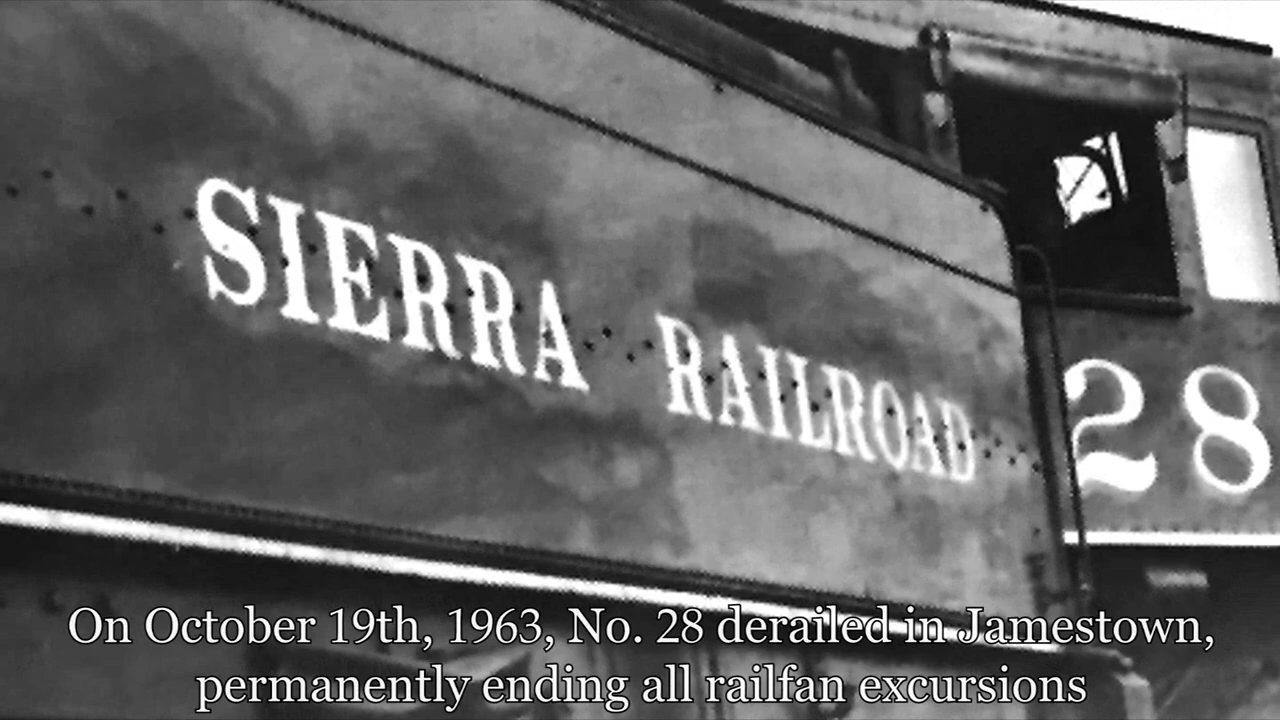 SIERRA RAILROAD
28
On October 19th, 1963, No. 28 derailed in Jamestown,
permanently ending all railfan excursions